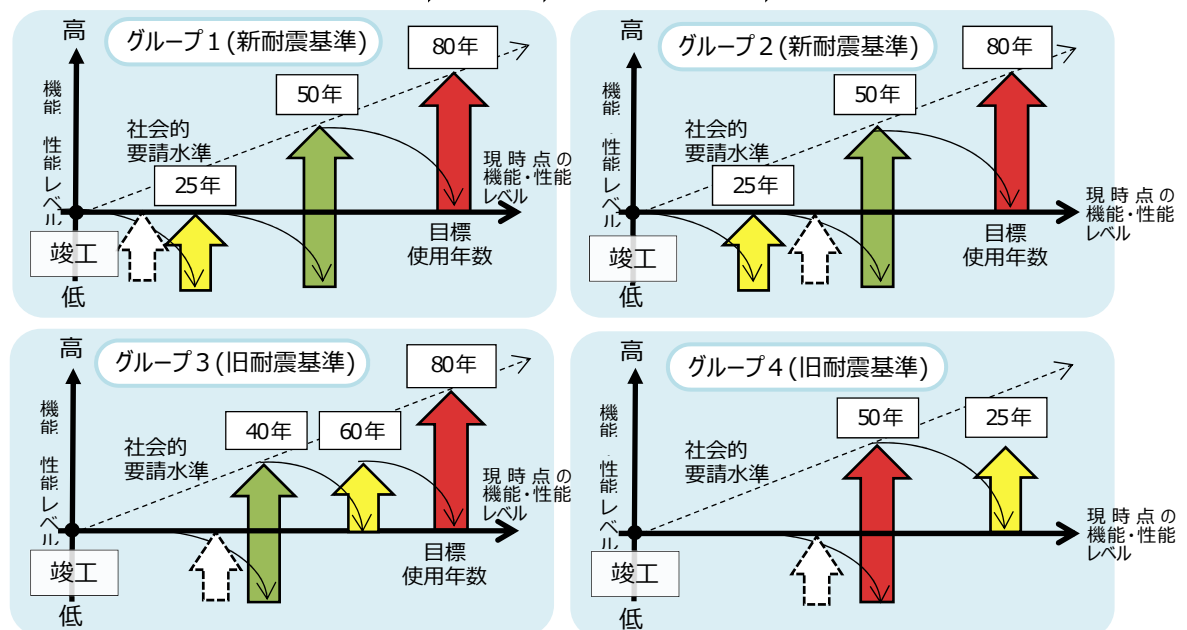 グループ1(新耐震基準)
高
機能・性能レベル
低
竣工
社会的
要請水準
25年
50年
80年
現時点の
機能・性能
レベル
目標
使用年数
グループ2(新耐震基準)
高
機能・性能レベル
低
竣工
社会的
要請水準
25年
50年
80年
現時点の
機能・性能
レベル
目標
使用年数
グループ3(旧耐震基準)
高
機能・性能レベル
低
竣工
社会的
要請水準
40年
60年
80年
現時点の
機能・性能
レベル
目標
使用年数
グループ4(旧耐震基準)
高
機能・性能レベル
低
竣工
社会的
要請水準
50年
25年
現時点の
機能・性能
レベル